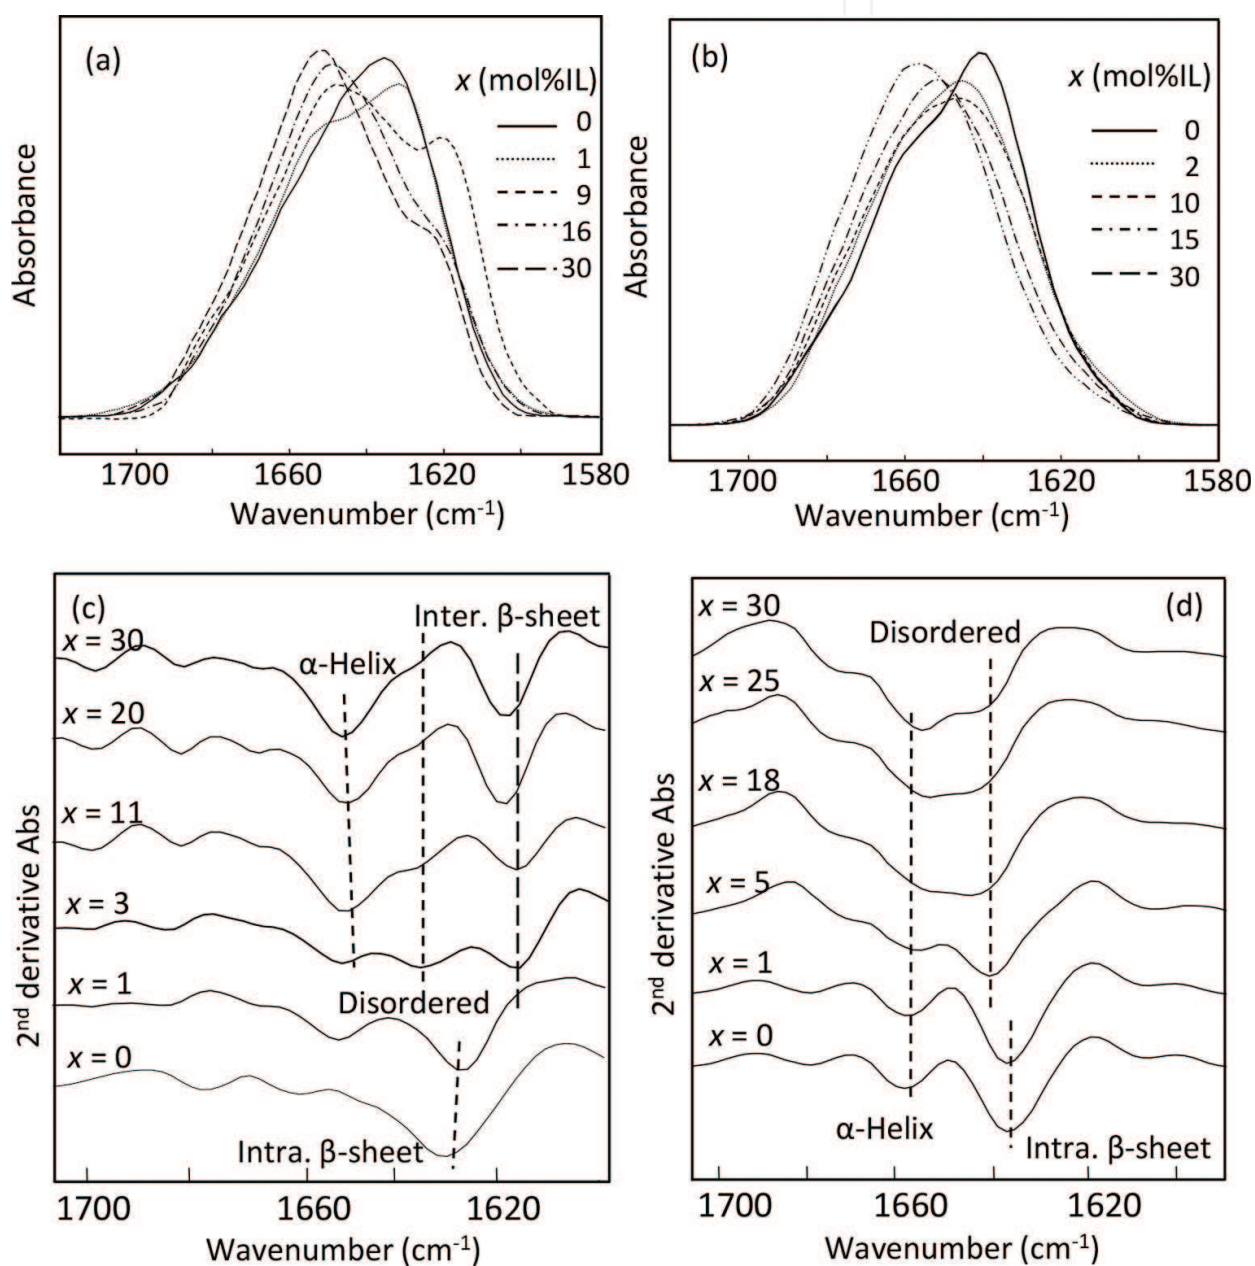 (a)
x (mol%IL)
0
1
9
16
30
Absorbance
1700 1660 1620 1580
Wavenumber (cm⁻¹)
(b)
x (mol%IL)
0
2
10
15
30
Absorbance
1700 1660 1620 1580
Wavenumber (cm⁻¹)
(c)
Inter. β-sheet
x = 30
α-Helix
x = 20
x = 11
x = 3
x = 1
Disordered
x = 0
Intra. β-sheet
2ⁿᵈ derivative Abs
1700 1660 1620
Wavenumber (cm⁻¹)
x = 30
(d)
Disordered
x = 25
x = 18
x = 5
x = 1
x = 0
α-Helix
Intra. β-sheet
2ⁿᵈ derivative Abs
1700 1660 1620
Wavenumber (cm⁻¹)